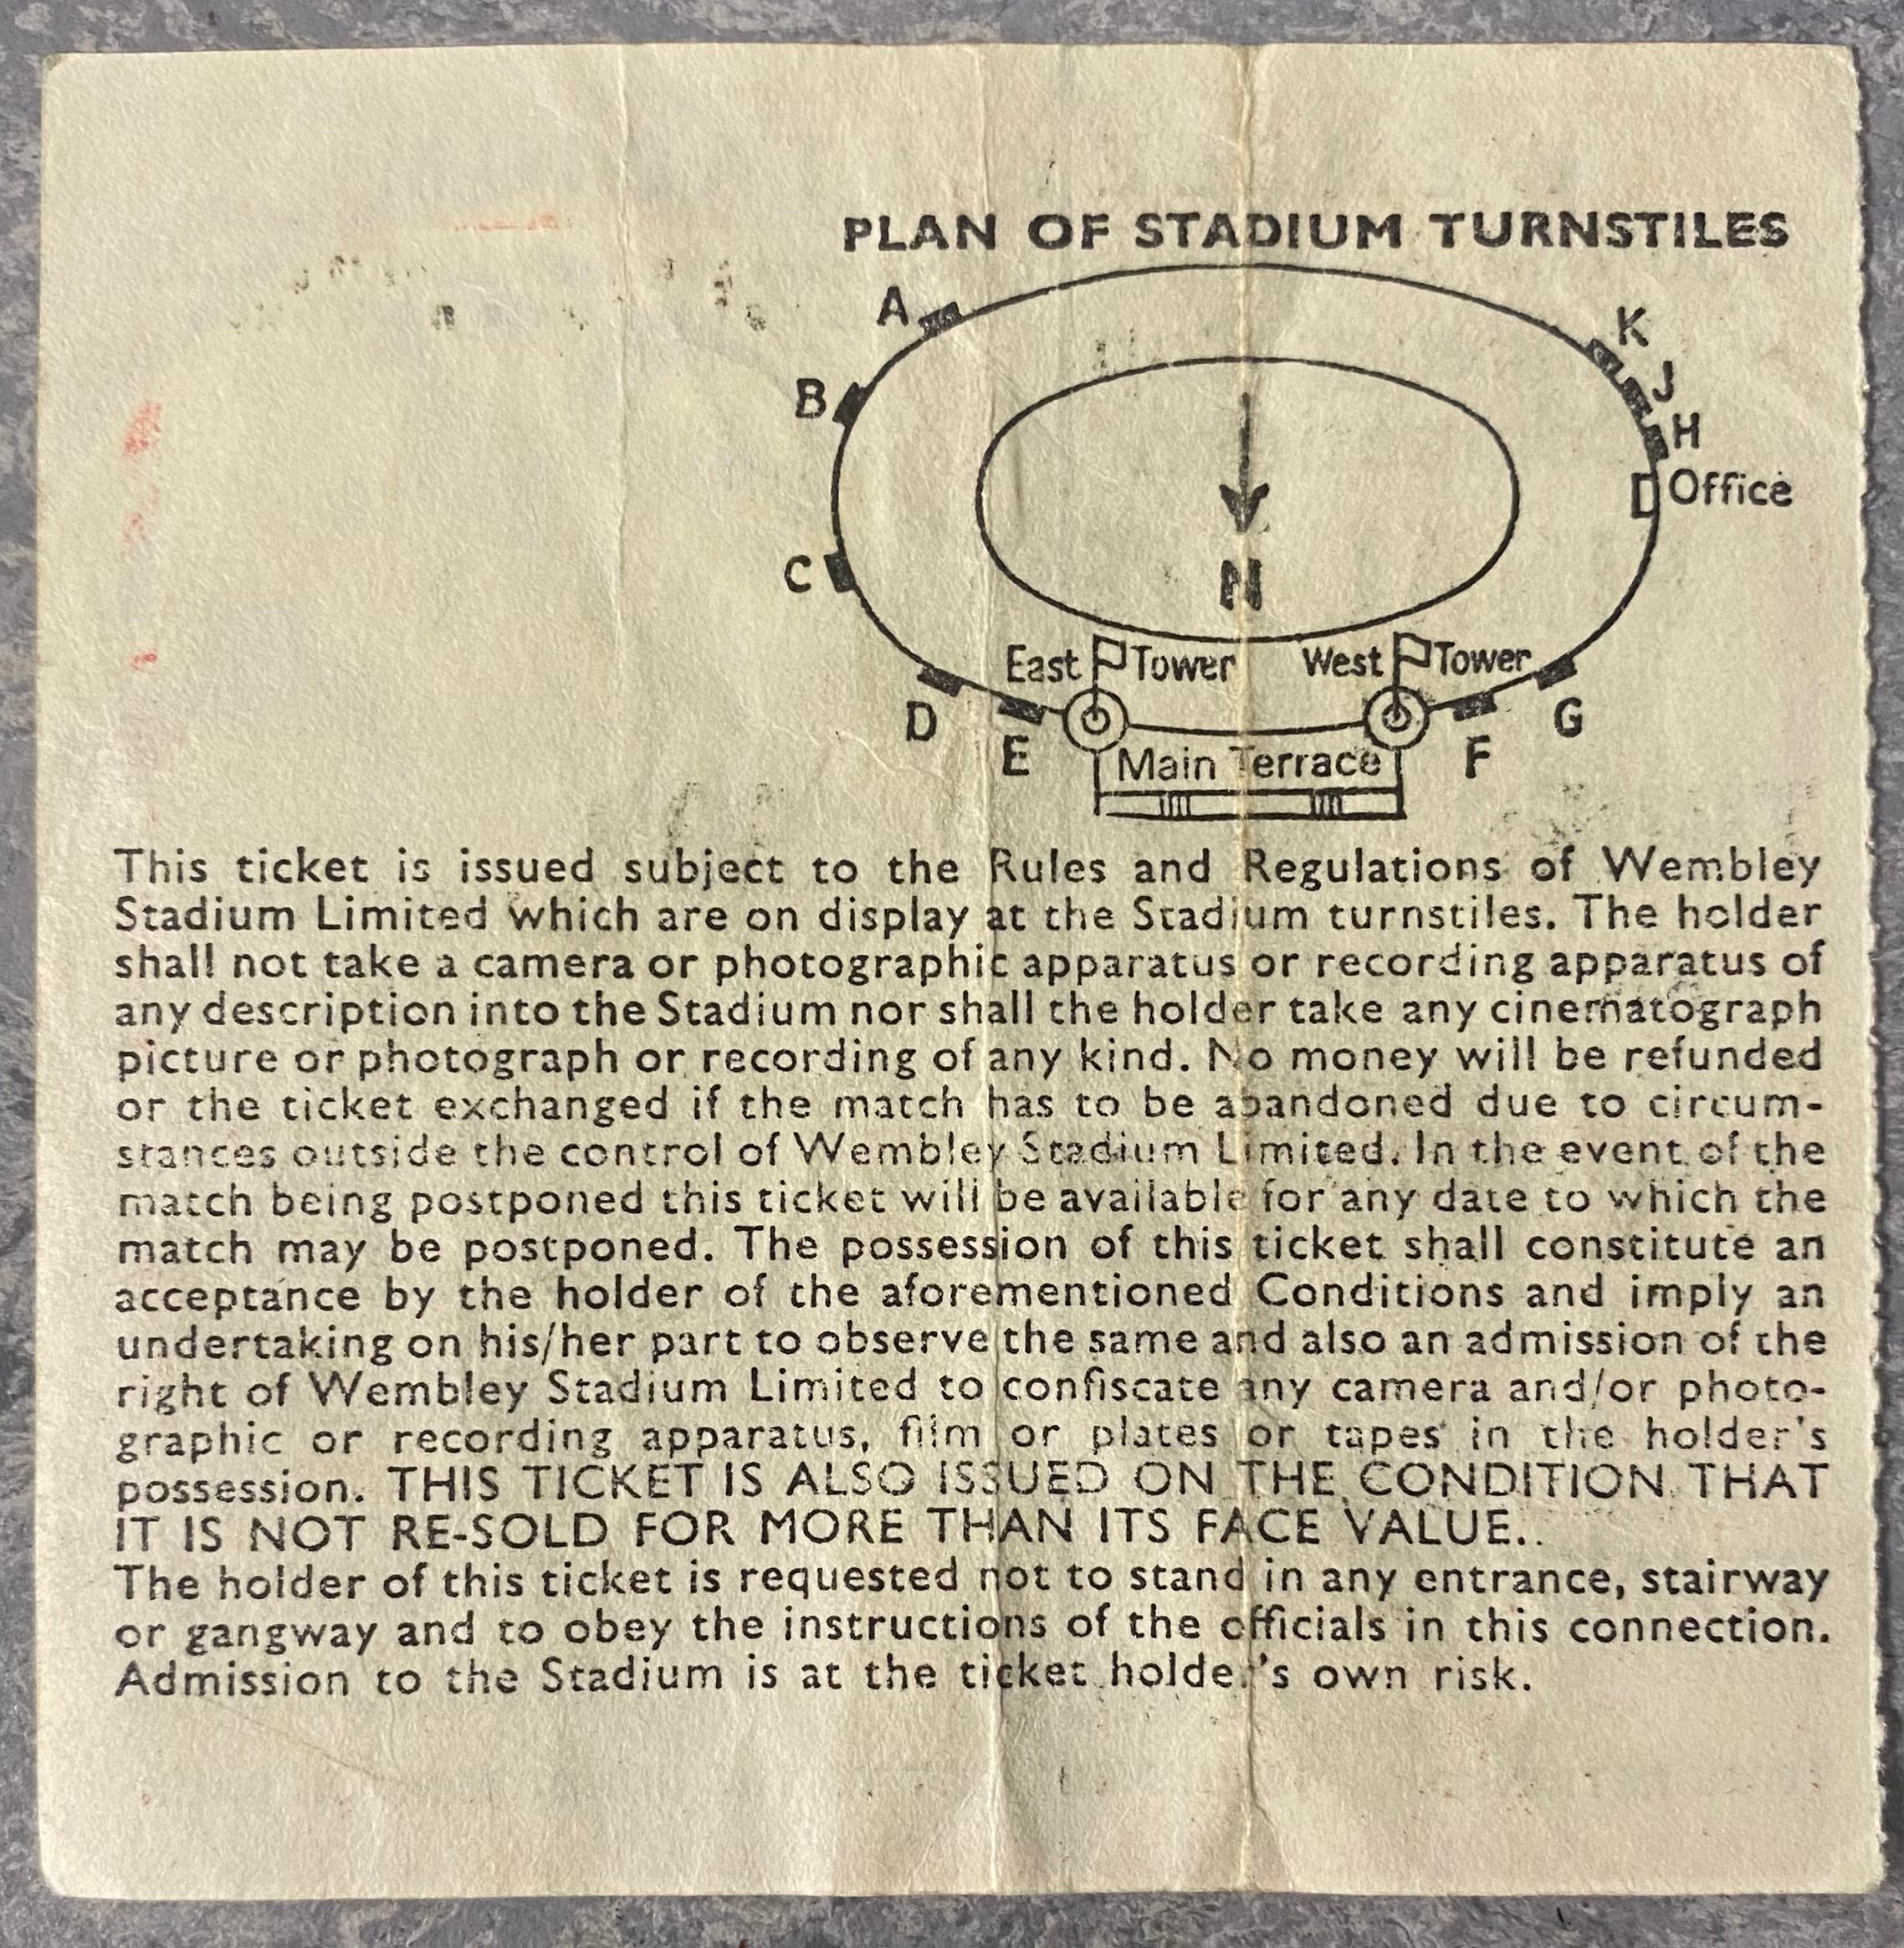 PLAN OF STADIUM TURNSTILES
A
K
B
J
H
Office
C
N
East Tower West Tower
D
G
E
Main Terrace
F
This ticket is issued subject to the Rules and Regulations of Wembley
Stadium Limited which are on display at the Stadium turnstiles. The holder
shall not take a camera or photographic apparatus or recording apparatus of
any description into the Stadium nor shall the holder take any cinematograph
picture or photograph or recording of any kind. No money will be refunded
or the ticket exchanged if the match has to be abandoned due to circum-
stances outside the control of Wembley Stadium Limited. In the event of the
match being postponed this ticket will be available for any date to which the
match may be postponed. The possession of this ticket shall constitute an
acceptance by the holder of the aforementioned Conditions and imply an
undertaking on his/her part to observe the same and also an admission of the
right of Wembley Stadium Limited to confiscate any camera and/or photo-
graphic or recording apparatus, film or plates or tapes in the holder's
possession. THIS TICKET IS ALSO ISSUED ON THE CONDITION THAT
IT IS NOT RE-SOLD FOR MORE THAN ITS FACE VALUE.
The holder of this ticket is requested not to stand in any entrance, stairway
or gangway and to obey the instructions of the officials in this connection.
Admission to the Stadium is at the ticket holder's own risk.